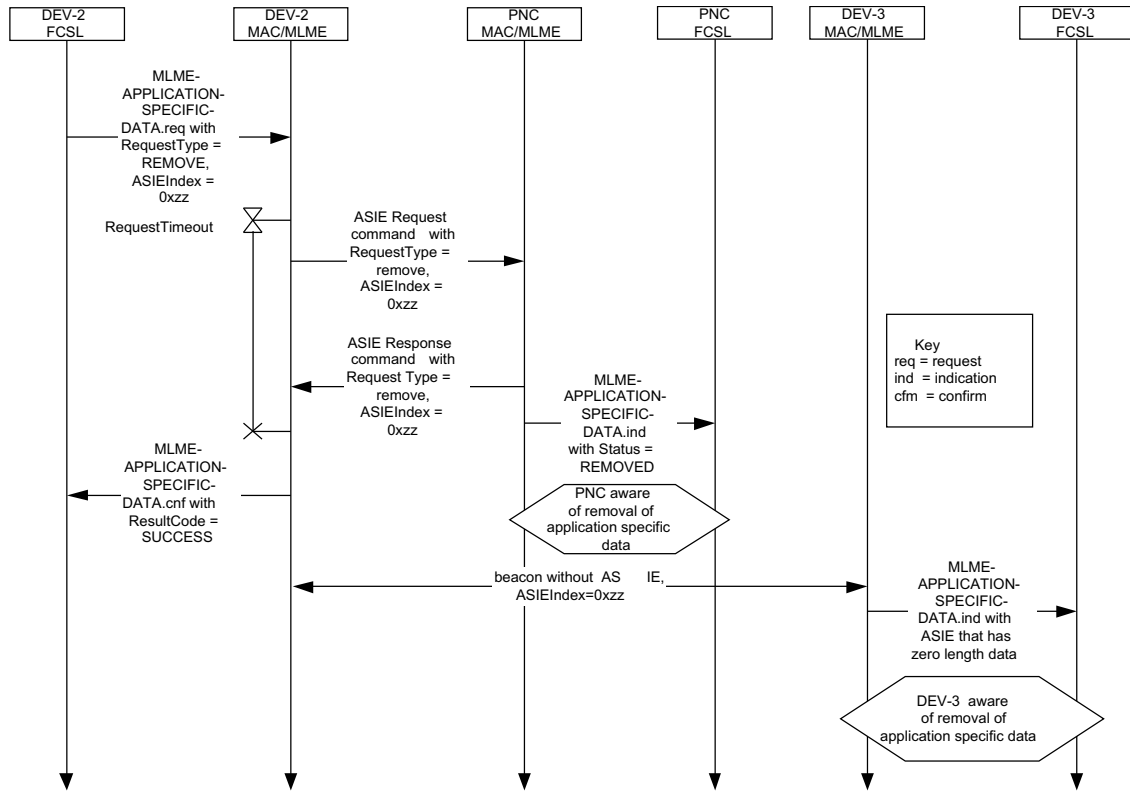 DEV-2
FCSL
DEV-2
MAC/MLME
PNC
MAC/MLME
PNC
FCSL
DEV-3
MAC/MLME
DEV-3
FCSL
MLME-
APPLICATION-
SPECIFIC-
DATA.req with
RequestType =
REMOVE,
ASIEIndex =
0xzz
RequestTimeout
ASIE Request
command with
RequestType =
remove,
ASIEIndex =
0xzz
ASIE Response
command with
Request Type =
remove,
ASIEIndex =
0xzz
MLME-
APPLICATION-
SPECIFIC-
DATA.ind
with Status =
REMOVED
Key
req = request
ind = indication
cfm = confirm
MLME-
APPLICATION-
SPECIFIC-
DATA.cnf with
ResultCode =
SUCCESS
PNC aware
of removal of
application specific
data
beacon without AS IE,
ASIEIndex=0xzz
MLME-
APPLICATION-
SPECIFIC-
DATA.ind with
ASIE that has
zero length data
DEV-3 aware
of removal of
application specific data